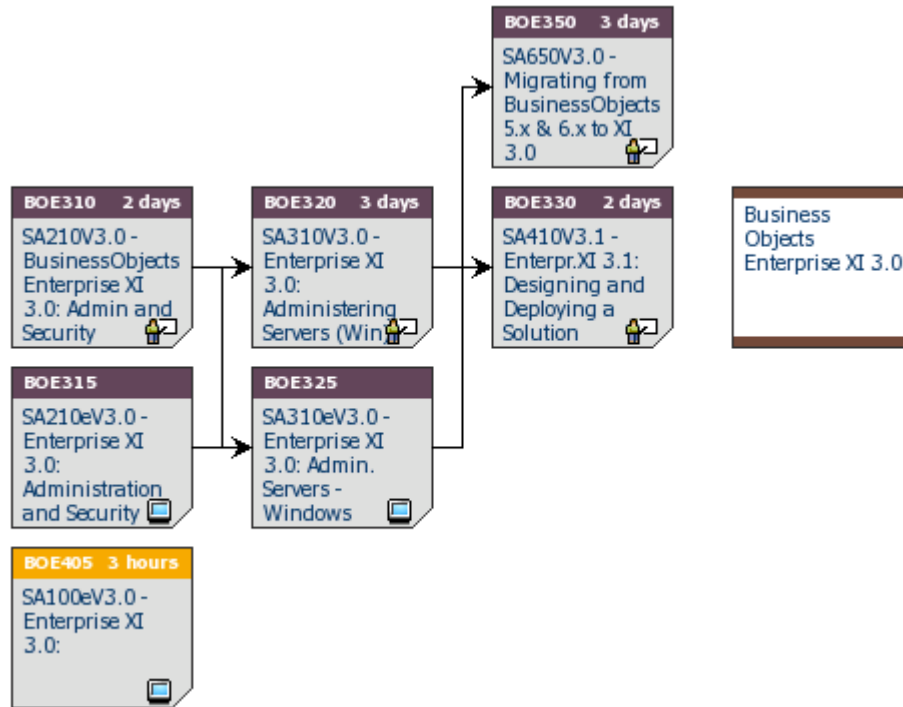 BOE350 3 days
SA650V3.0 -
Migrating from
BusinessObjects
5.x & 6.x to XI
3.0
BOE310 2 days
SA210V3.0 -
BusinessObjects
Enterprise XI
3.0: Admin and
Security
BOE320 3 days
SA310V3.0 -
Enterprise XI
3.0:
Administering
Servers (Win)
BOE330 2 days
SA410V3.1 -
Enterpr.XI 3.1:
Designing and
Deploying a
Solution
Business
Objects
Enterprise XI 3.0
BOE315
SA210eV3.0 -
Enterprise XI
3.0:
Administration
and Security
BOE325
SA310eV3.0 -
Enterprise XI
3.0: Admin.
Servers -
Windows
BOE405 3 hours
SA100eV3.0 -
Enterprise XI
3.0: